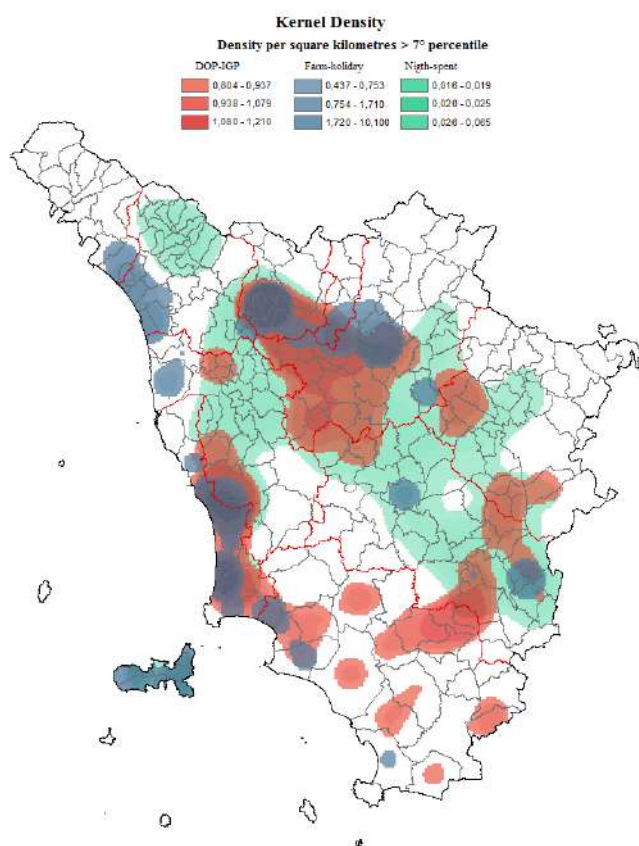 Kernel Density
Density per square kilometres > 7° percentile
DOP-IGP Farm-holiday Nigth-spent
0,804 - 0,937 0,437 - 0,753 0,016 - 0,019
0,938 - 1,079 0,754 - 1,710 0,020 - 0,025
1,080 - 1,210 1,720 - 10,100 0,026 - 0,065